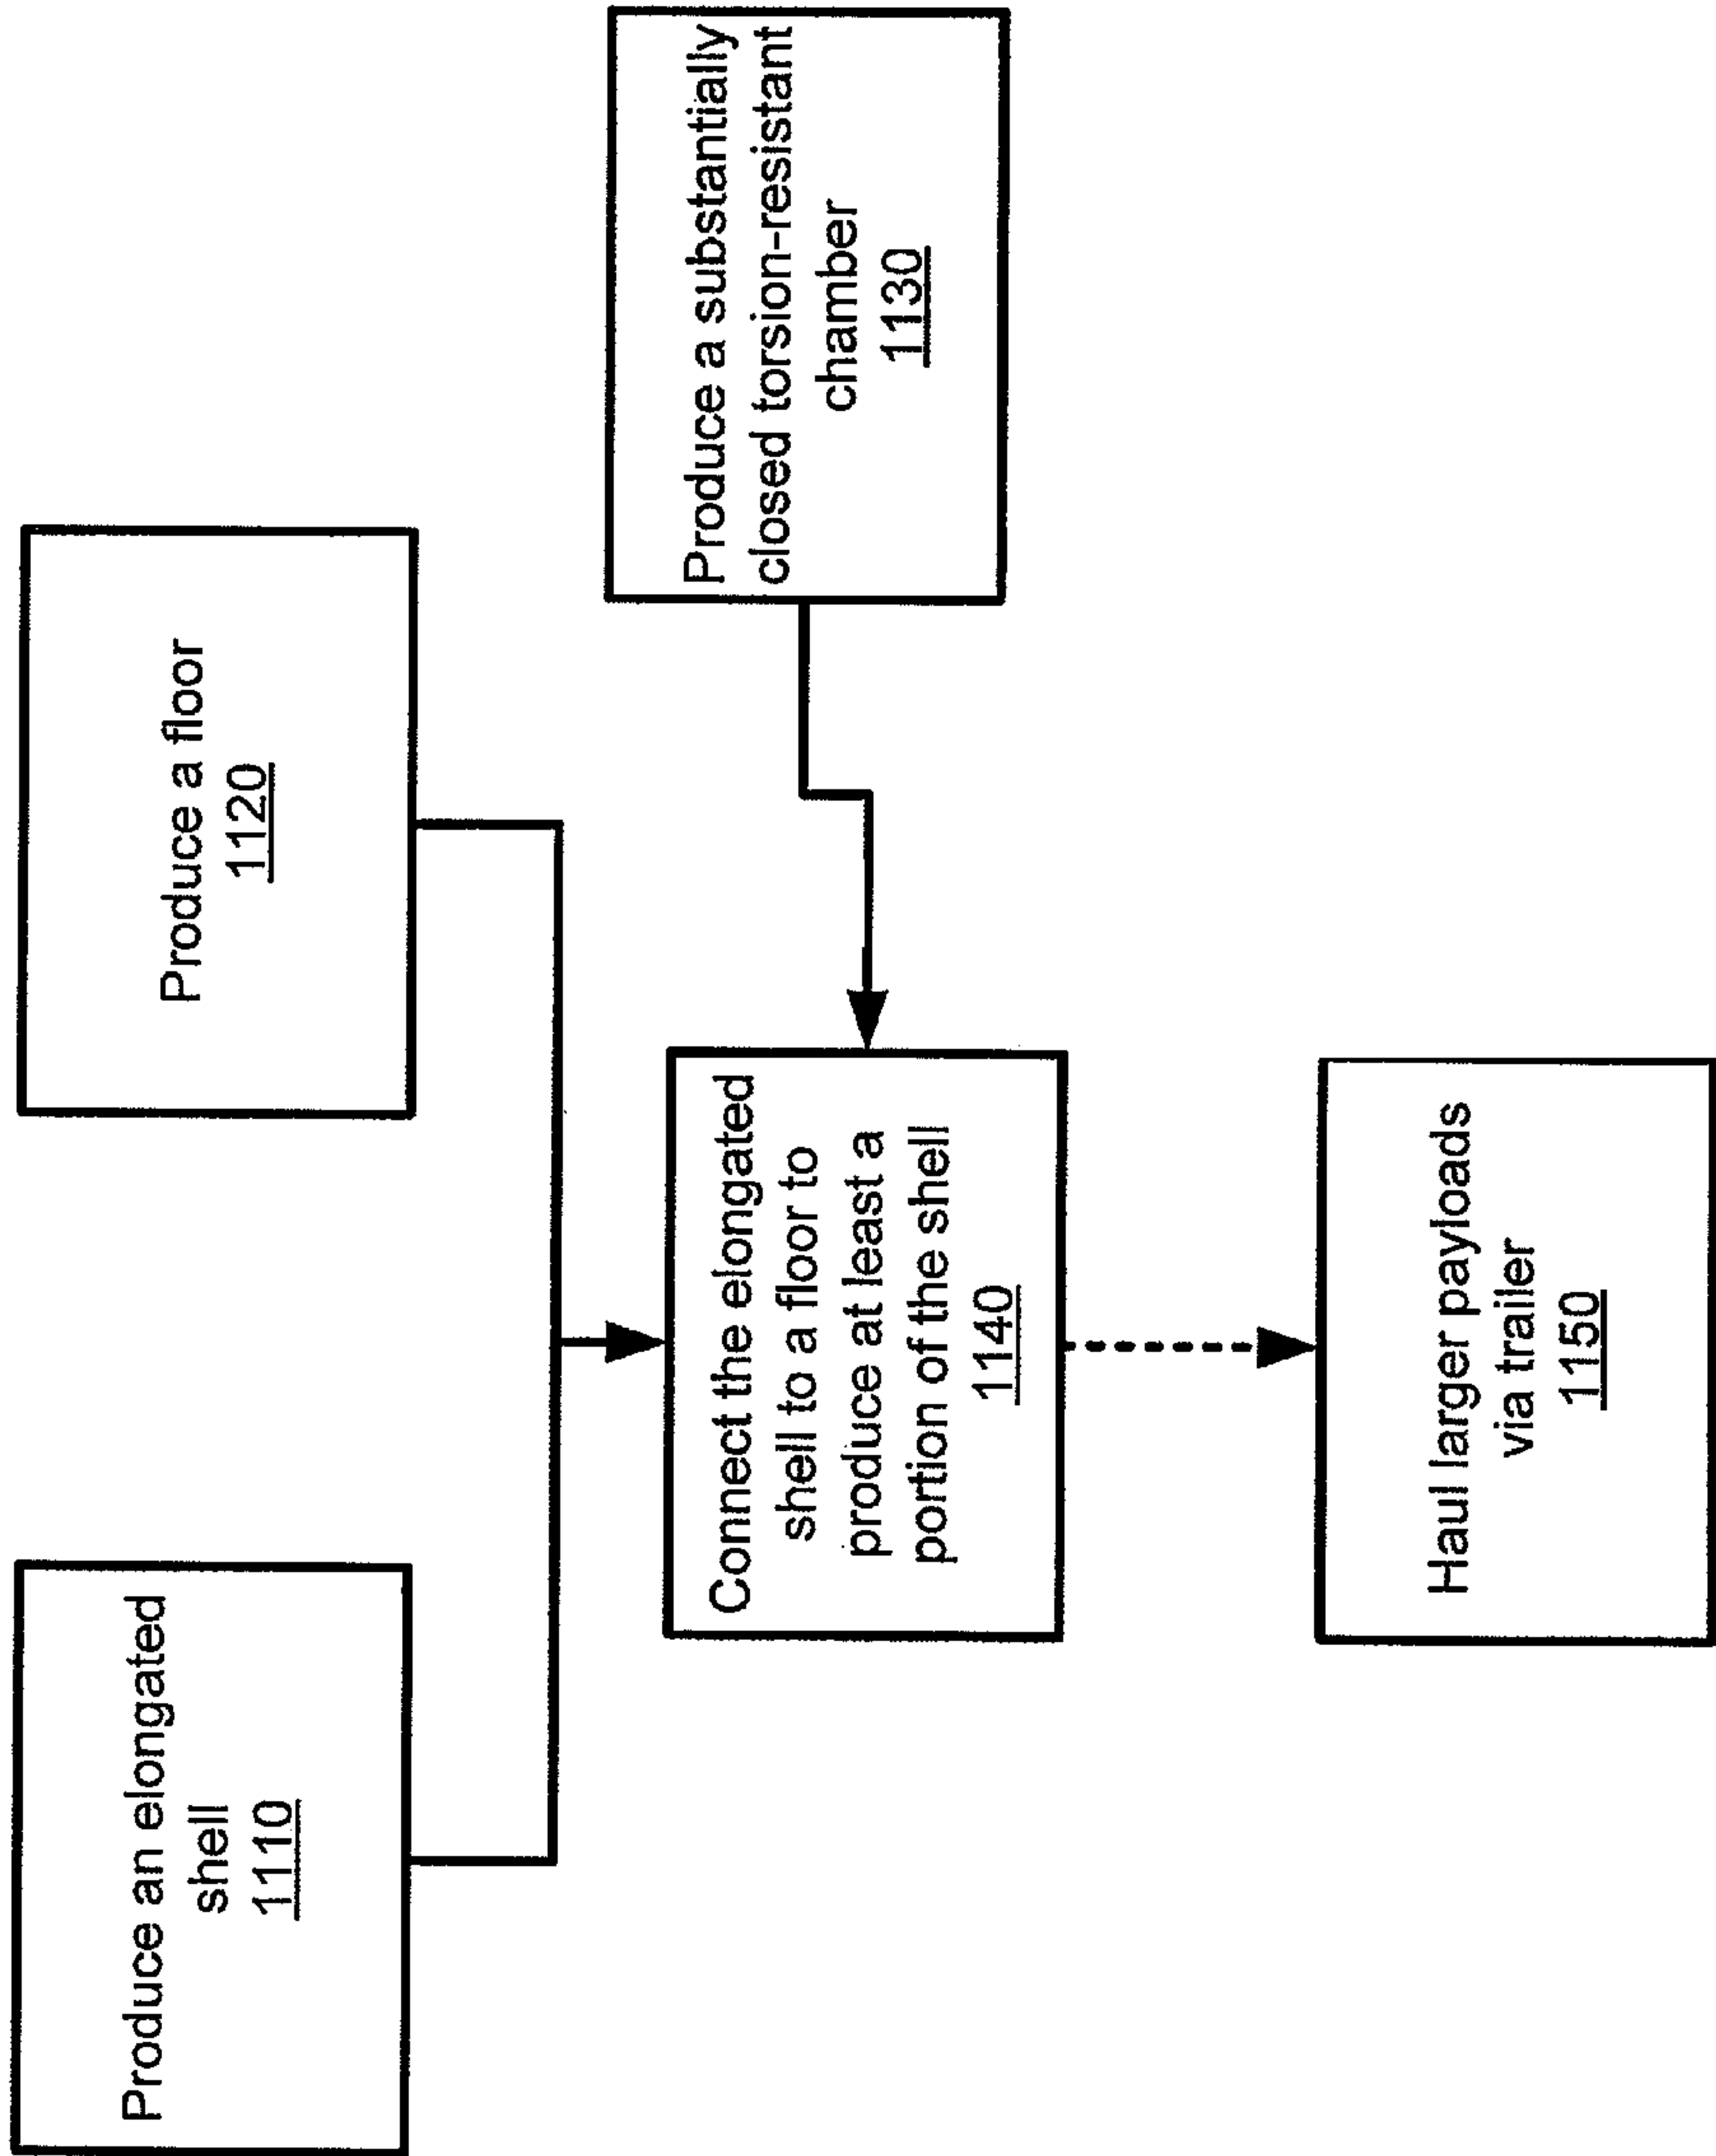 Produce an elongated
shell
1110
Produce a floor
1120
Produce a substantially
closed torsion-resistant
chamber
1130
Connect the elongated
shell to a floor to
produce at least a
portion of the shell
1140
Haul larger payloads
via trailer
1150